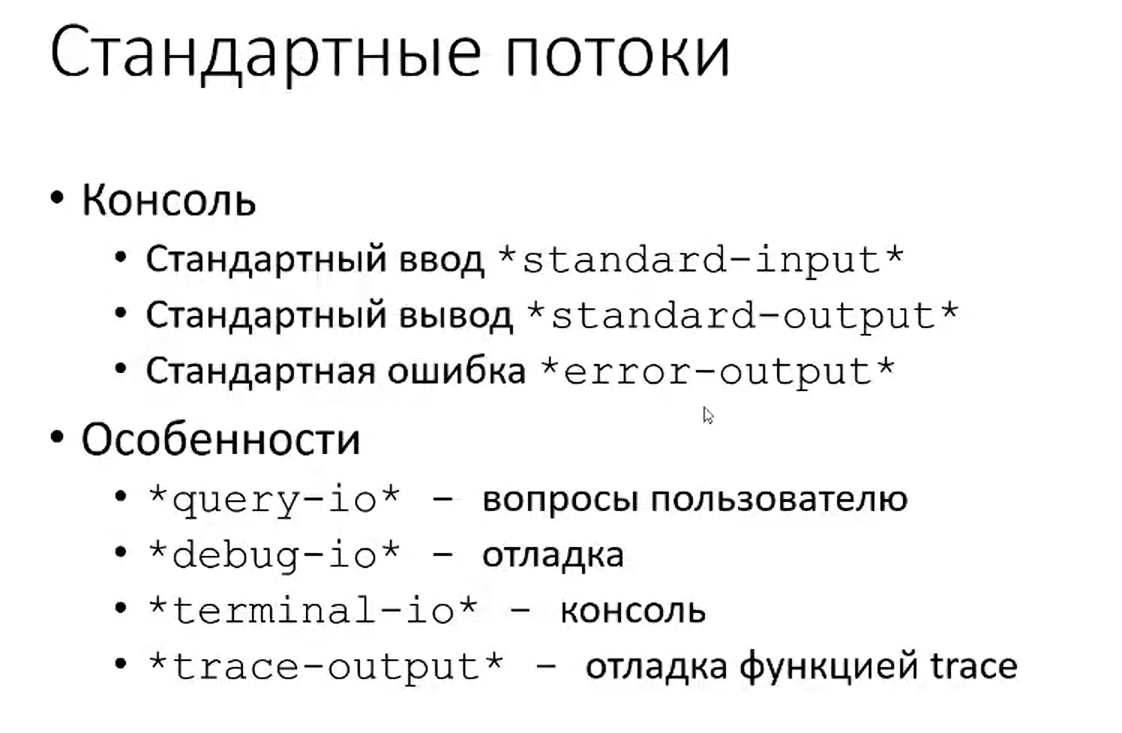 Стандартные потоки
• Консоль
• Стандартный ввод *standard-input*
• Стандартный вывод *standard-output*
• Стандартная ошибка *error-output*
• Особенности
• *query-io* – вопросы пользователю
• *debug-io* – отладка
• *terminal-io* – консоль
• *trace-output* – отладка функцией trace